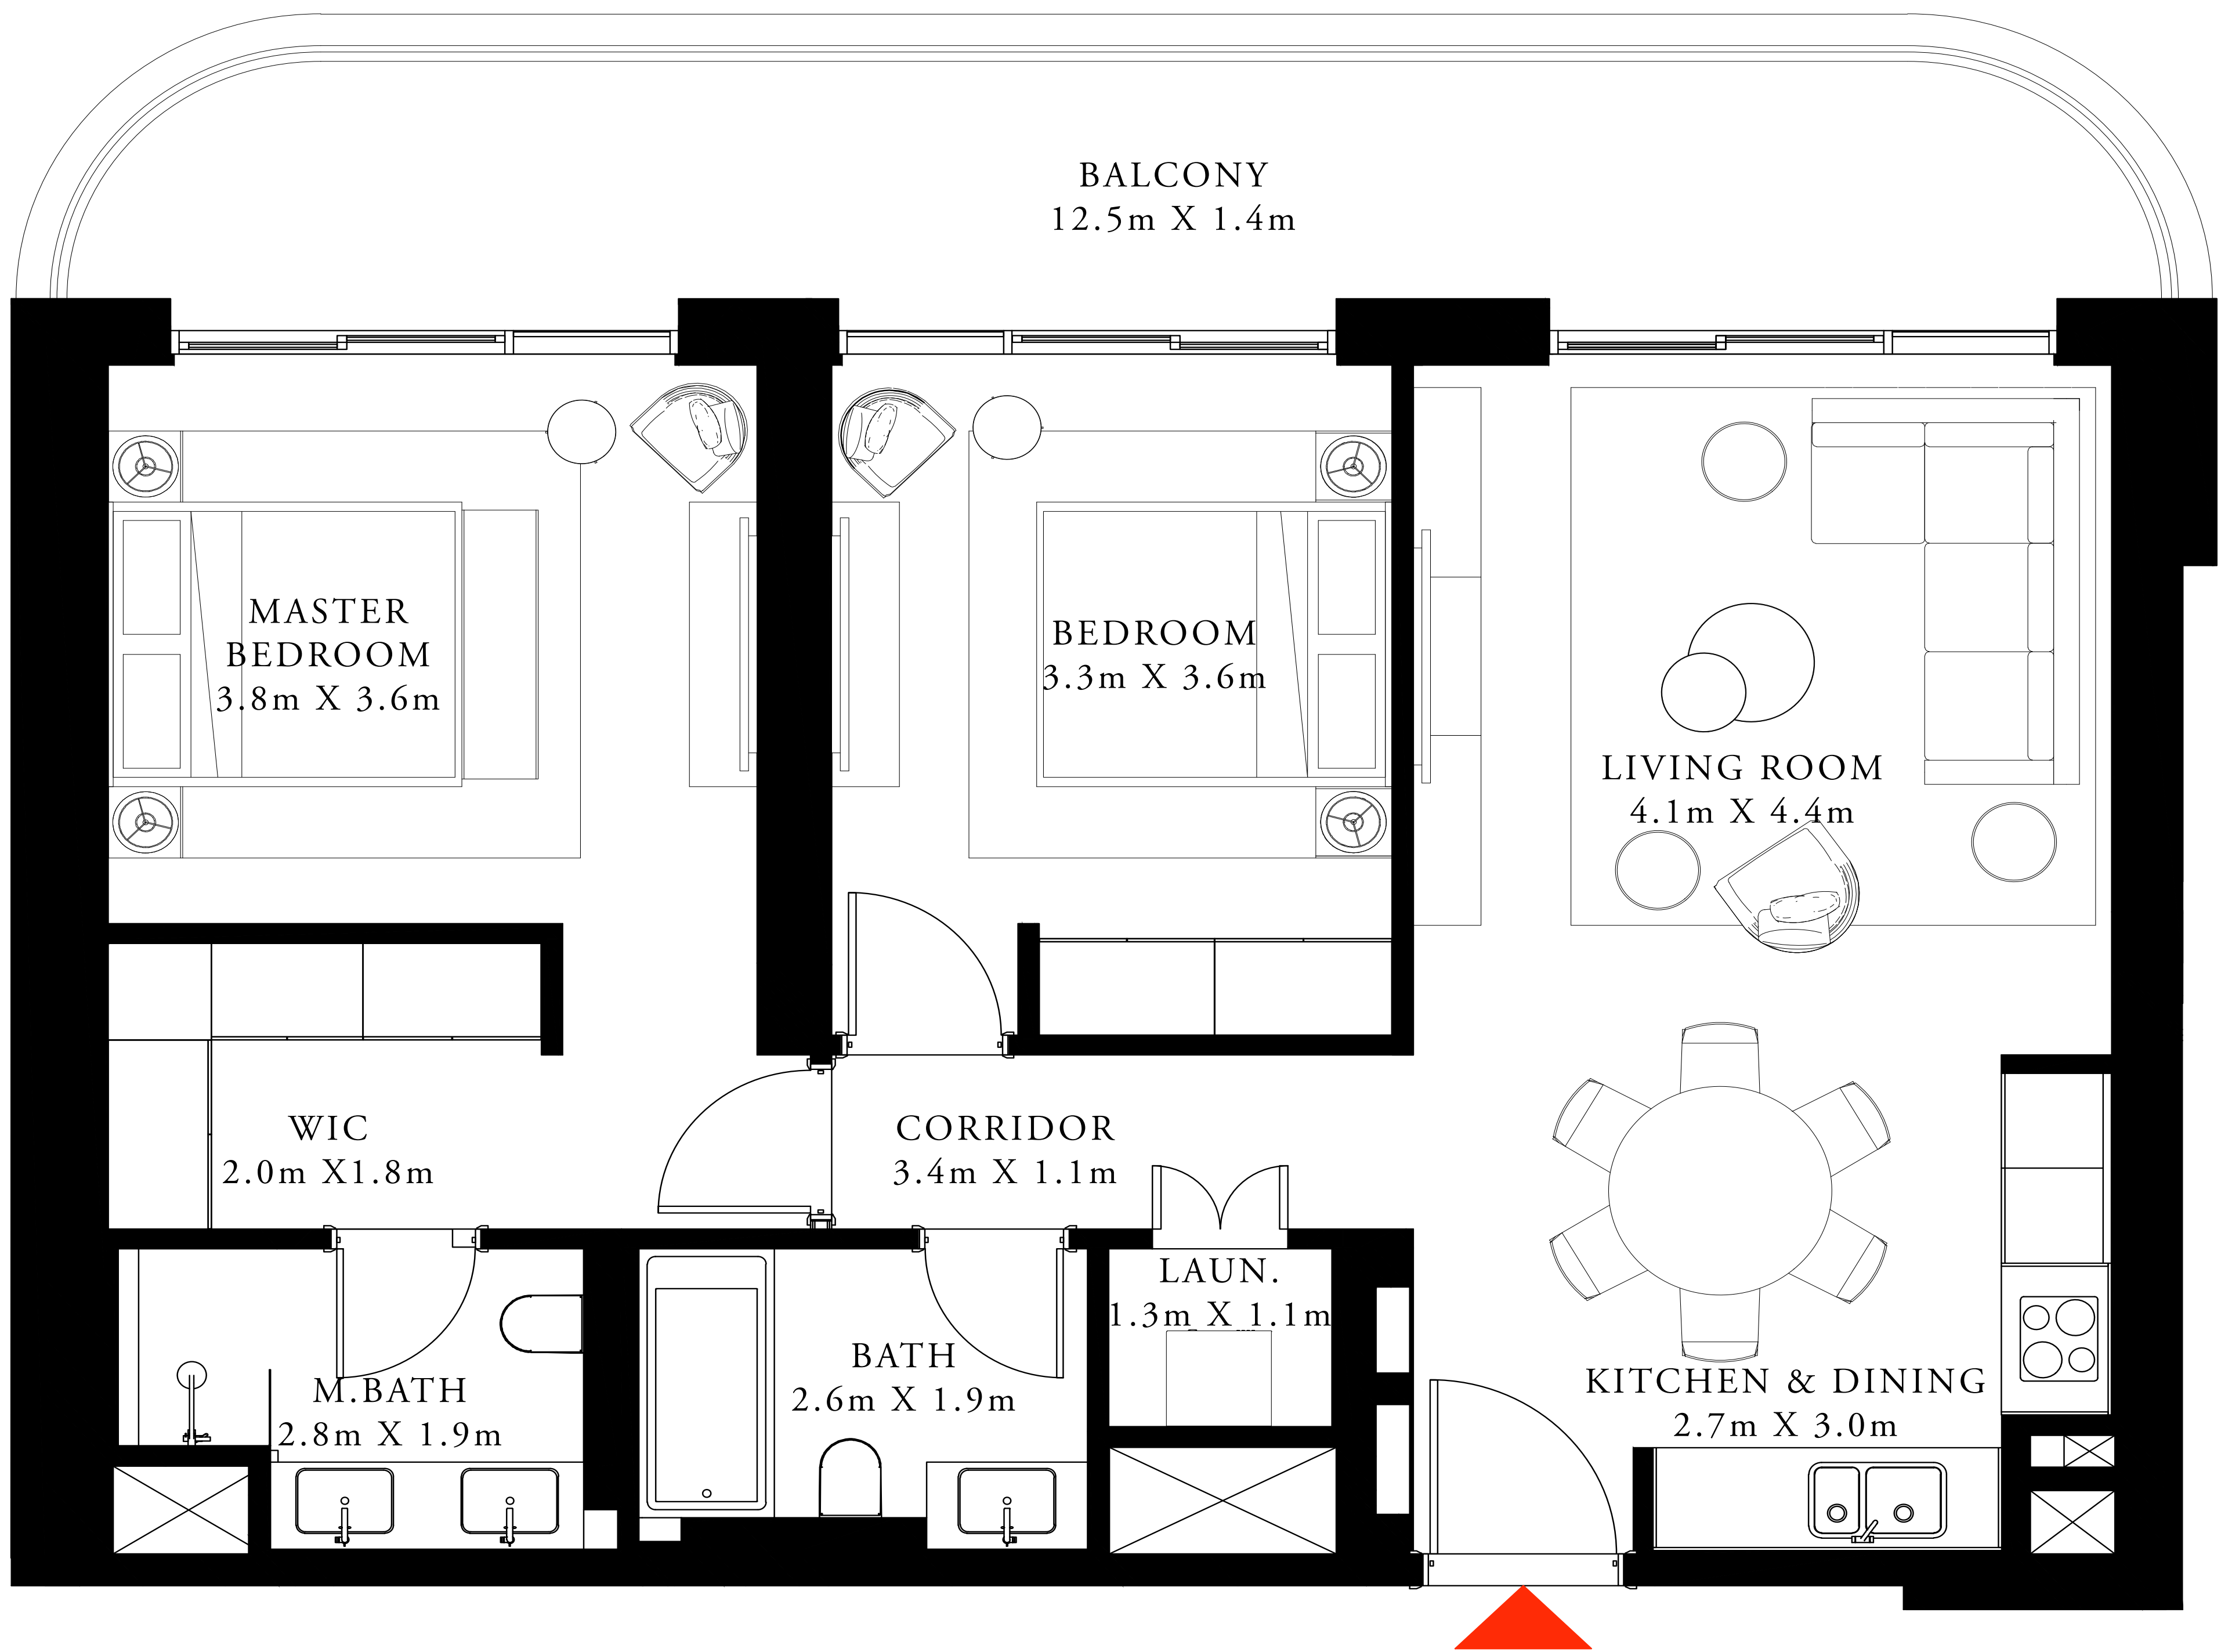 BALCONY
12.5m X 1.4m
MASTER
BEDROOM
3.8m X 3.6m
BEDROOM
3.3m X 3.6m
LIVING ROOM
4.1m X 4.4m
WIC
2.0m X1.8m
CORRIDOR
3.4m X 1.1m
LAUN.
1.3m X 1.1m
BATH
2.6m X 1.9m
M.BATH
2.8m X 1.9m
KITCHEN & DINING
2.7m X 3.0m